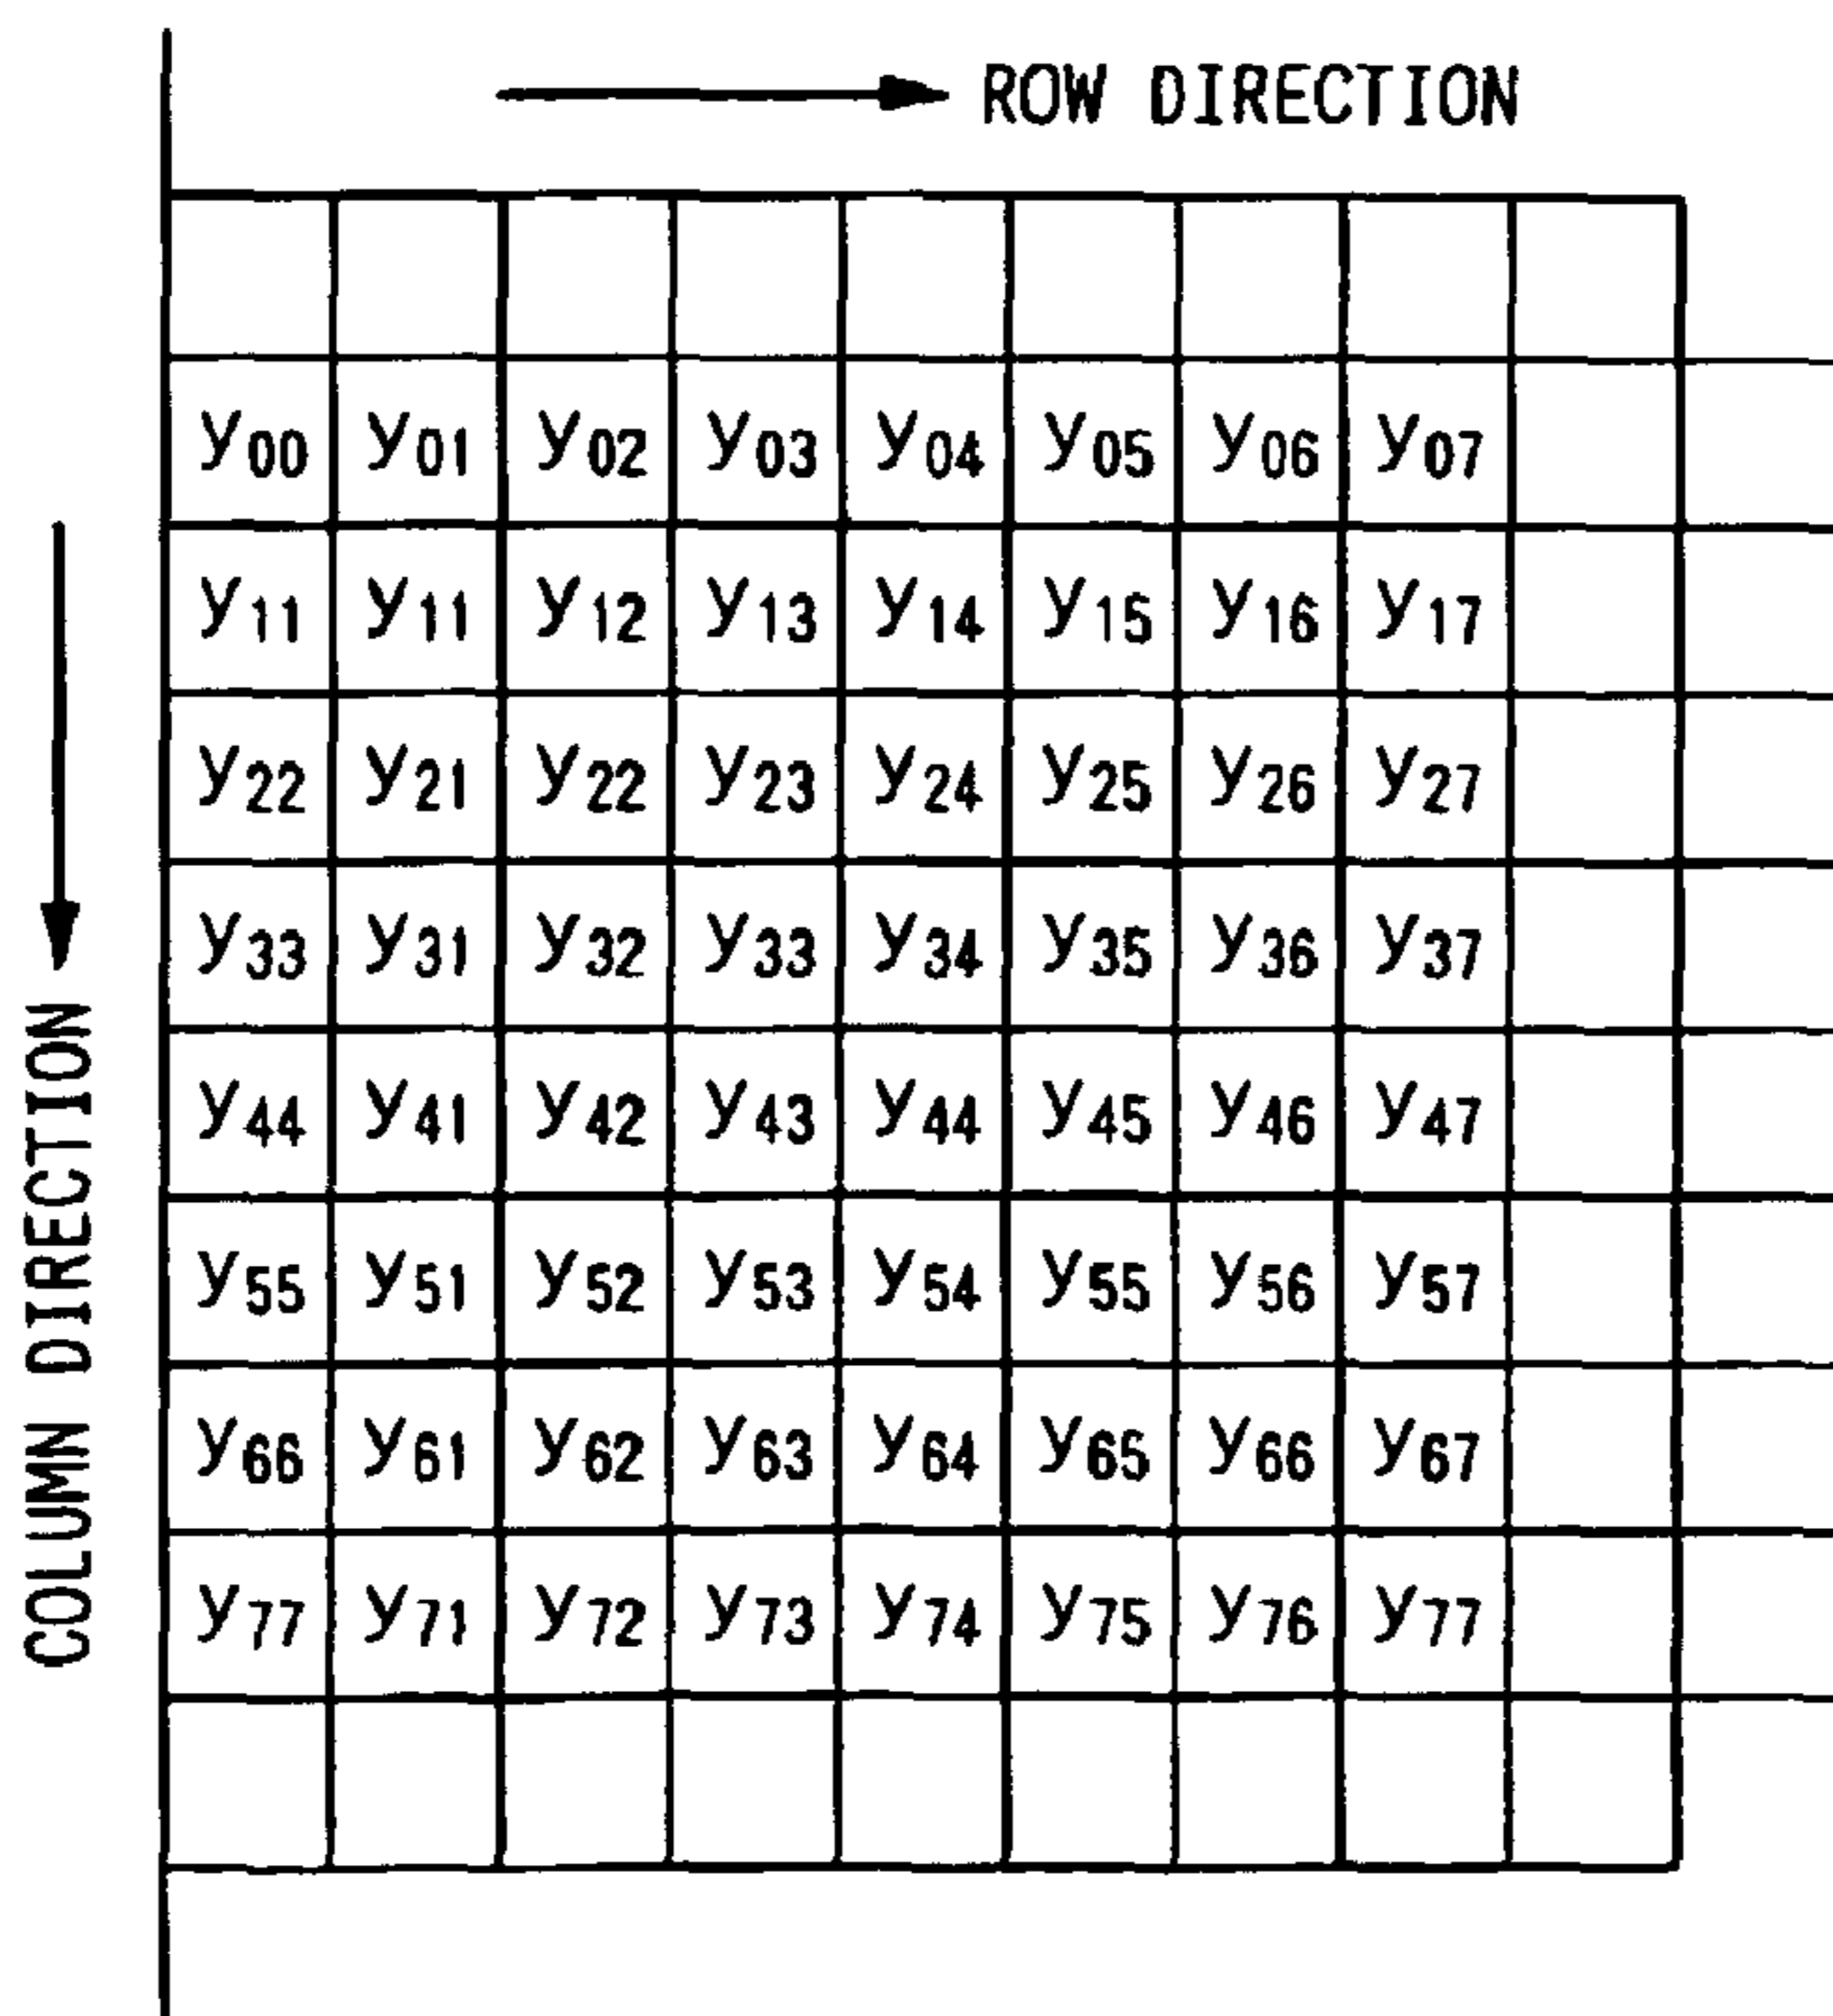 ROW DIRECTION
y00 y01 y02 y03 y04 y05 y06 y07
y11 y11 y12 y13 y14 y15 y16 y17
y22 y21 y22 y23 y24 y25 y26 y27
y33 y31 y32 y33 y34 y35 y36 y37
y44 y41 y42 y43 y44 y45 y46 y47
y55 y51 y52 y53 y54 y55 y56 y57
y66 y61 y62 y63 y64 y65 y66 y67
y77 y71 y72 y73 y74 y75 y76 y77
COLUMN DIRECTION